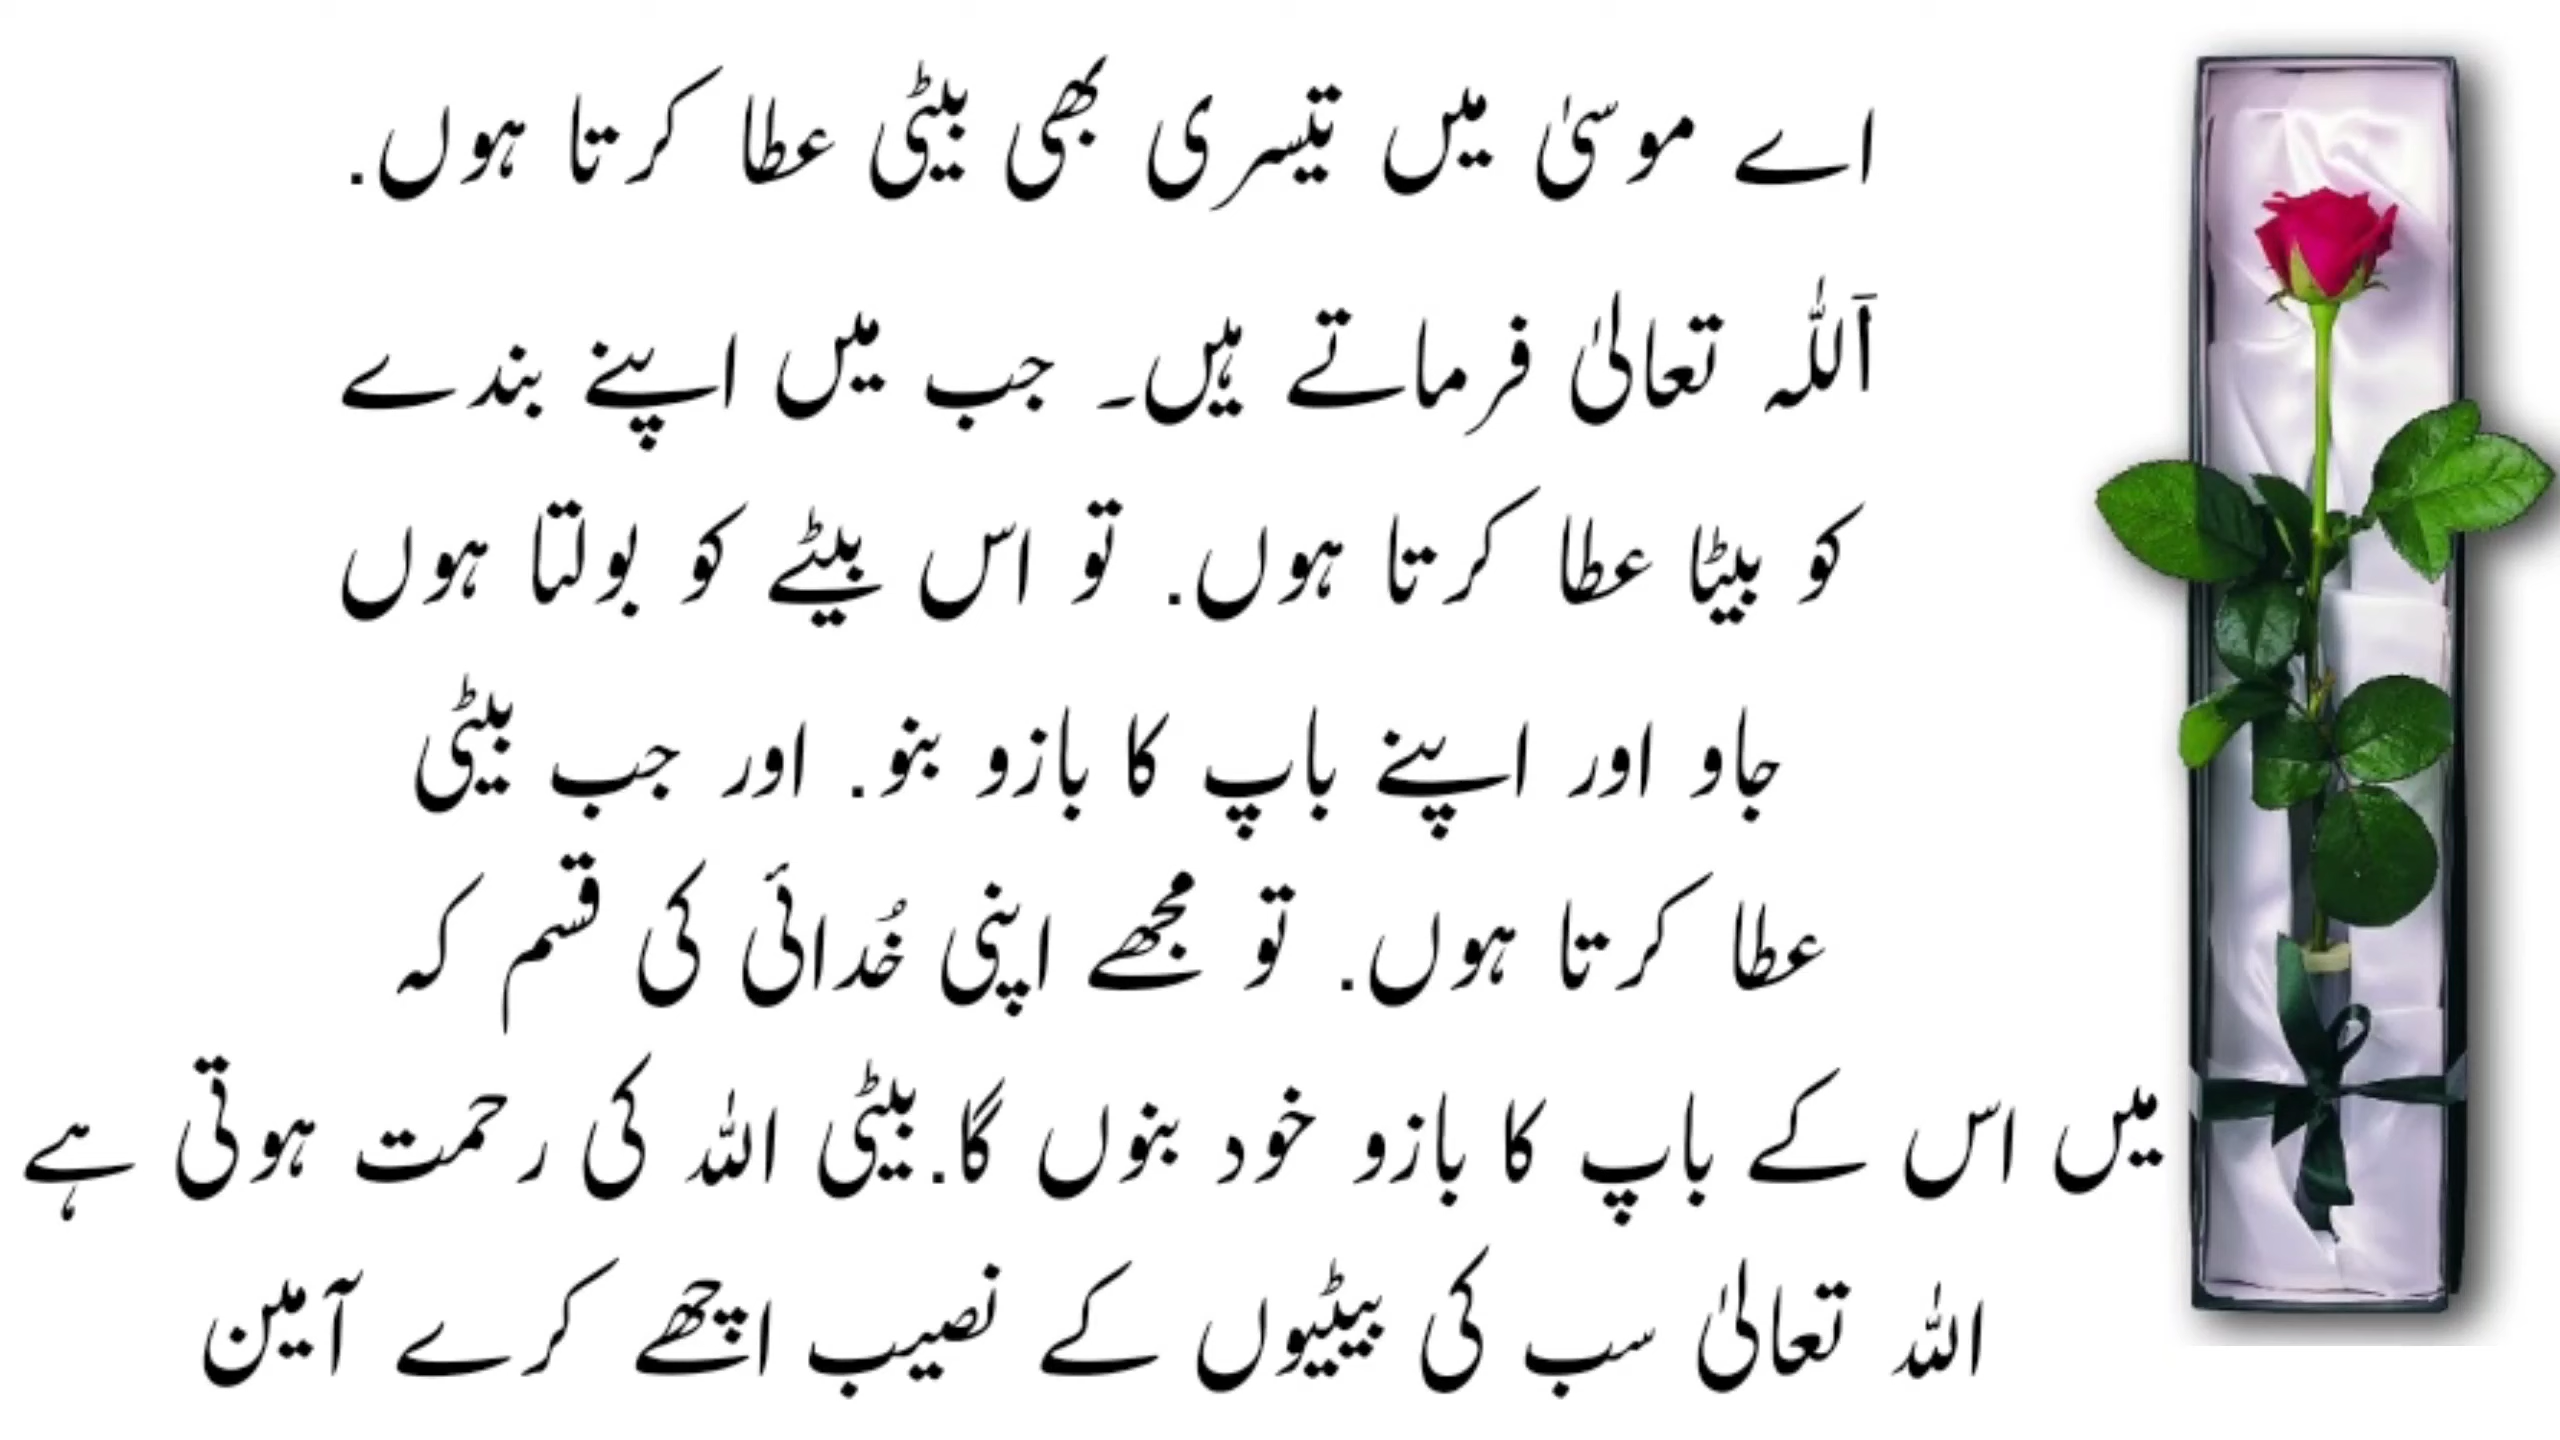 اے موسیٰ میں تیسری بھی بیٹی عطا کرتا ہوں.
اَللّٰہ تعالیٰ فرماتے ہیں۔ جب میں اپنے بندے
کو بیٹا عطا کرتا ہوں. تو اس بیٹے کو بولتا ہوں
جاو اور اپنے باپ کا بازو بنو. اور جب بیٹی
عطا کرتا ہوں. تو مجھے اپنی خُدائی کی قسم کہ
میں اس کے باپ کا بازو خود بنوں گا.بیٹی اللہ کی رحمت ہوتی ہے
اللہ تعالیٰ سب کی بیٹیوں کے نصیب اچھے کرے آمین